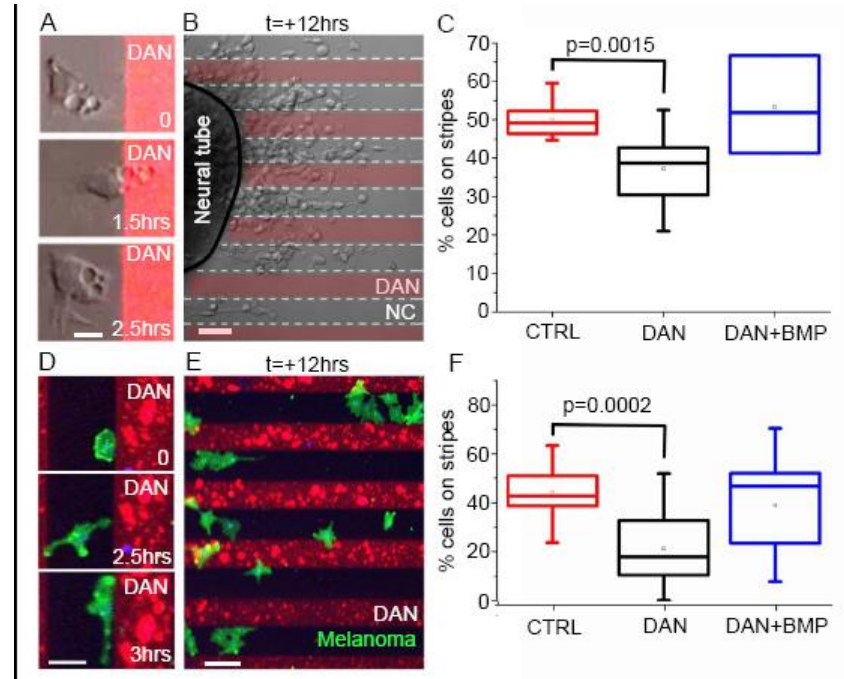 A
DAN
0
DAN
1.5hrs
DAN
2.5hrs
B
t=+12hrs
Neural tube
DAN
NC
C
% cells on stripes
70
60
50
40
30
20
10
0
p=0.0015
CTRL
DAN
DAN+BMP
D
DAN
0
DAN
2.5hrs
DAN
3hrs
E
t=+12hrs
DAN
Melanoma
F
% cells on stripes
80
60
40
20
0
p=0.0002
CTRL
DAN
DAN+BMP